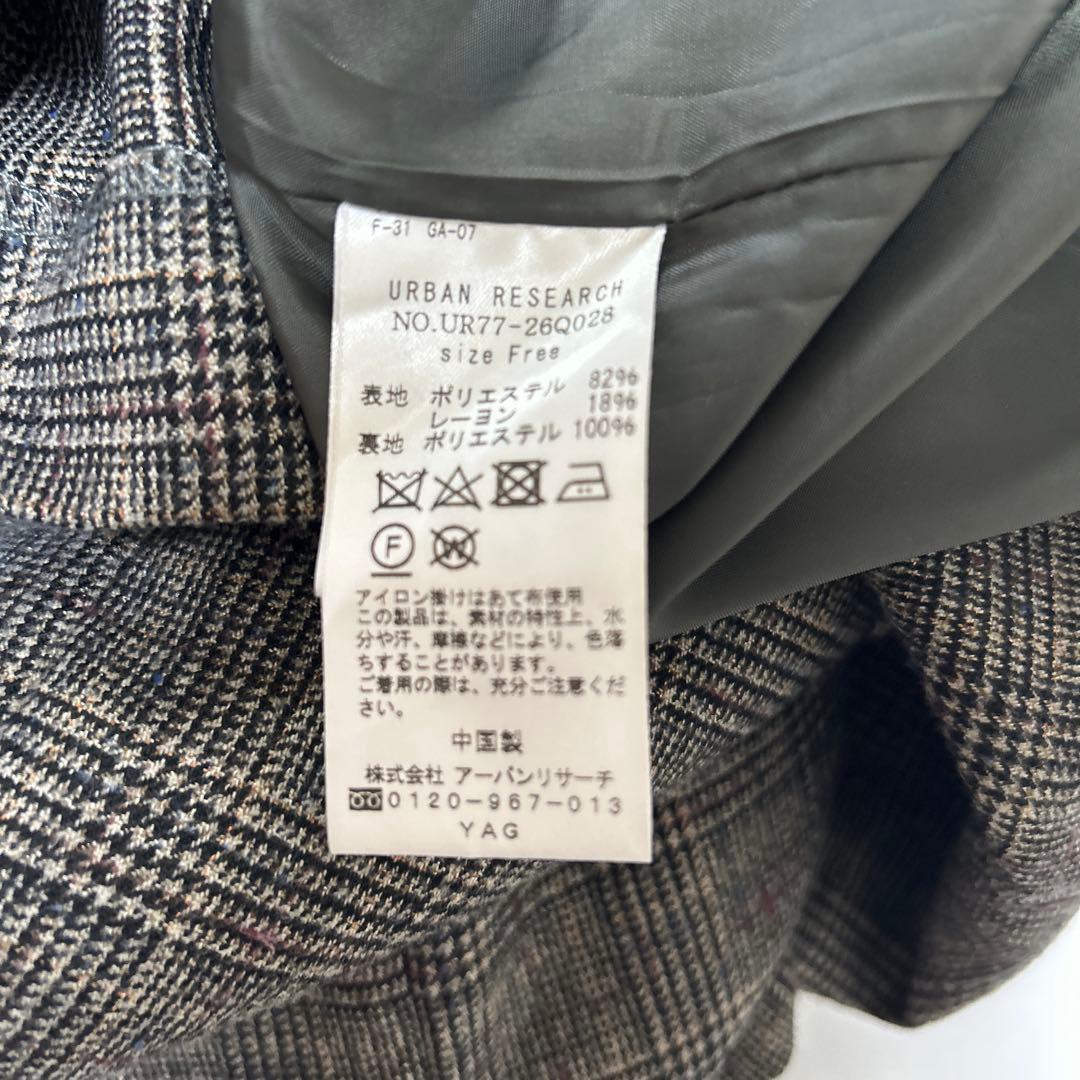 F-31 GA-07
URBAN RESEARCH
NO.UR77-26Q028
size Free
表地 ポリエステル 82%
レーヨン 18%
裏地 ポリエステル 100%
F
W
アイロン掛けはあて布使用
この製品は、素材の特性上、水
分や汗、摩擦などにより、色落
ちすることがあります。
ご着用の際は、充分ご注意くだ
さい。
中国製
株式会社 アーバンリサーチ
0120-967-013
YAG